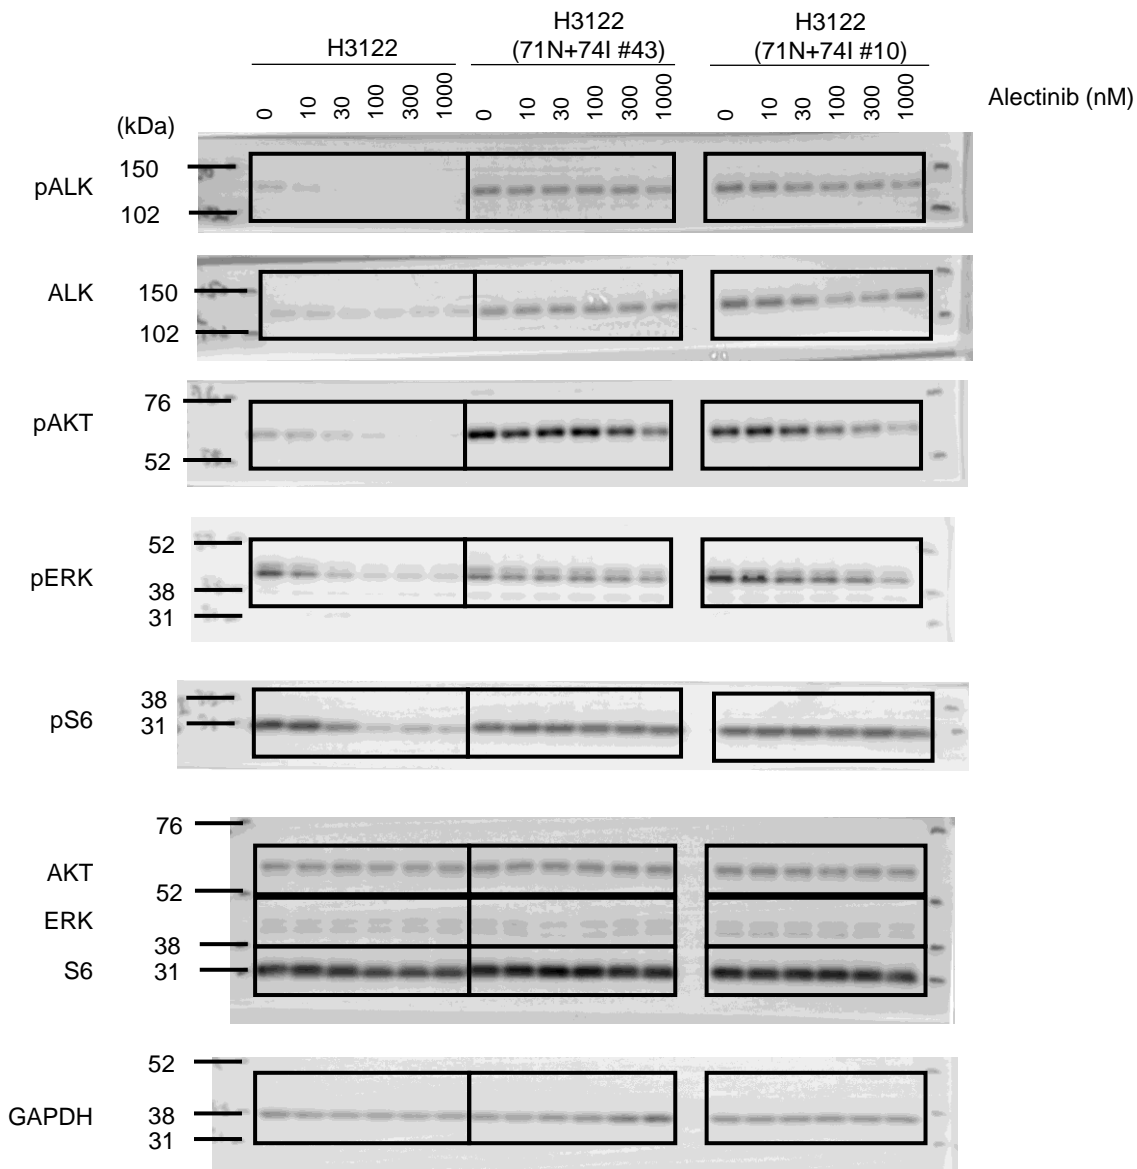 H3122
H3122
(71N+74I #43)
H3122
(71N+74I #10)
0 10 30 100 300 1000
0 10 30 100 300 1000
0 10 30 100 300 1000
Alectinib (nM)
(kDa)
pALK
150
102
ALK
150
102
pAKT
76
52
pERK
52
38
31
pS6
38
31
76
AKT
52
ERK
38
S6
31
52
GAPDH
38
31